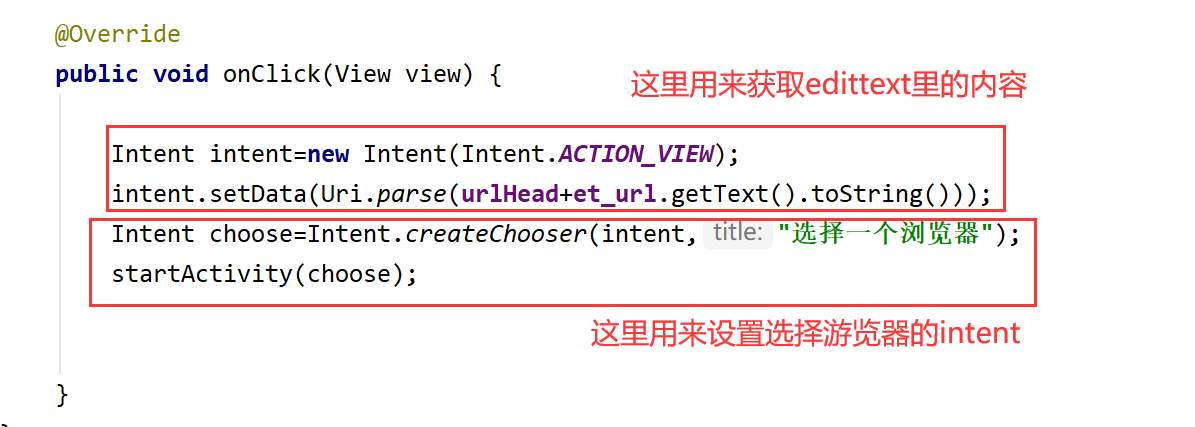 @Override
public void onClick(View view) {
这里用来获取edittext里的内容
Intent intent=new Intent(Intent.ACTION_VIEW);
intent.setData(Uri.parse(urlHead+et_url.getText().toString()));
Intent choose=Intent.createChooser(intent, title: "选择一个浏览器");
startActivity(choose);
这里用来设置选择游览器的intent
}